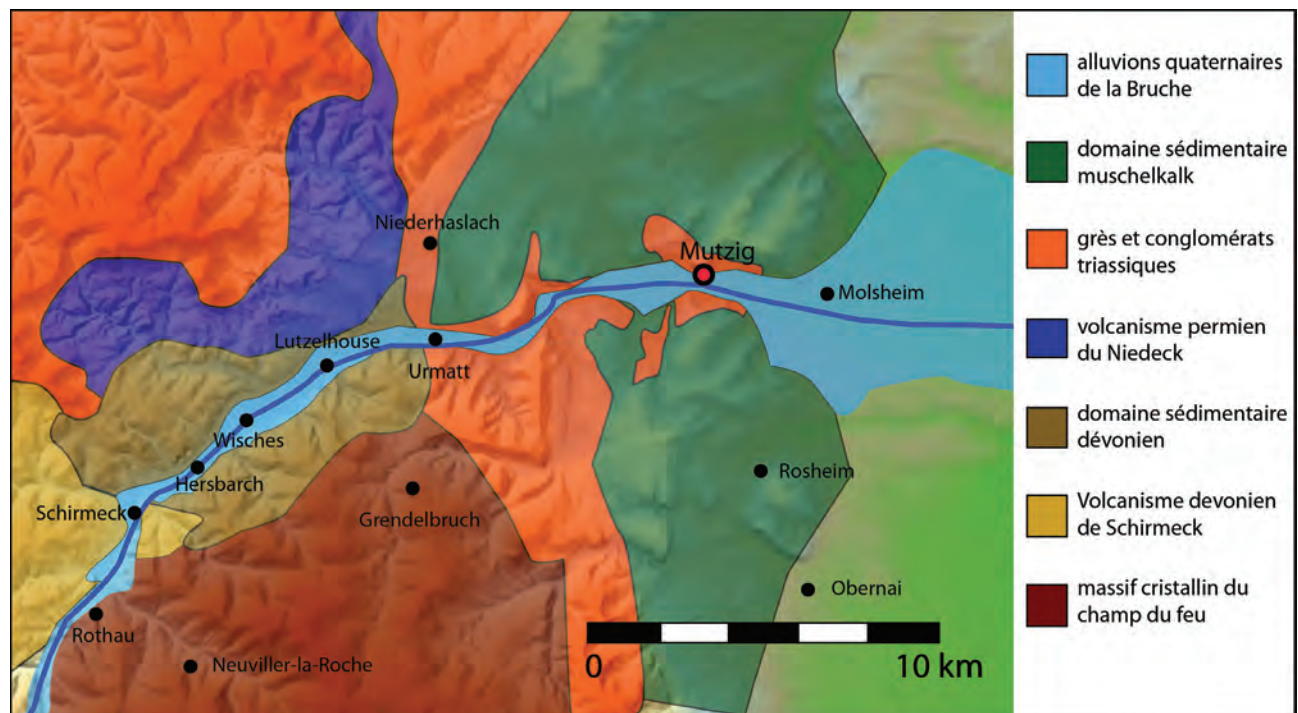 Niederhaslach
Mutzig
Molsheim
Lutzelhouse
Urmatt
Wisches
Hersbarch
Schirmeck
Grendelbruch
Rosheim
Obernai
Rothau
Neuviller-la-Roche
0
10 km
alluvions quaternaires
de la Bruche
domaine sédimentaire
muschelkalk
grès et conglomérats
triassiques
volcanisme permien
du Niedeck
domaine sédimentaire
dévonien
Volcanisme devonien
de Schirmeck
massif cristallin du
champ du feu